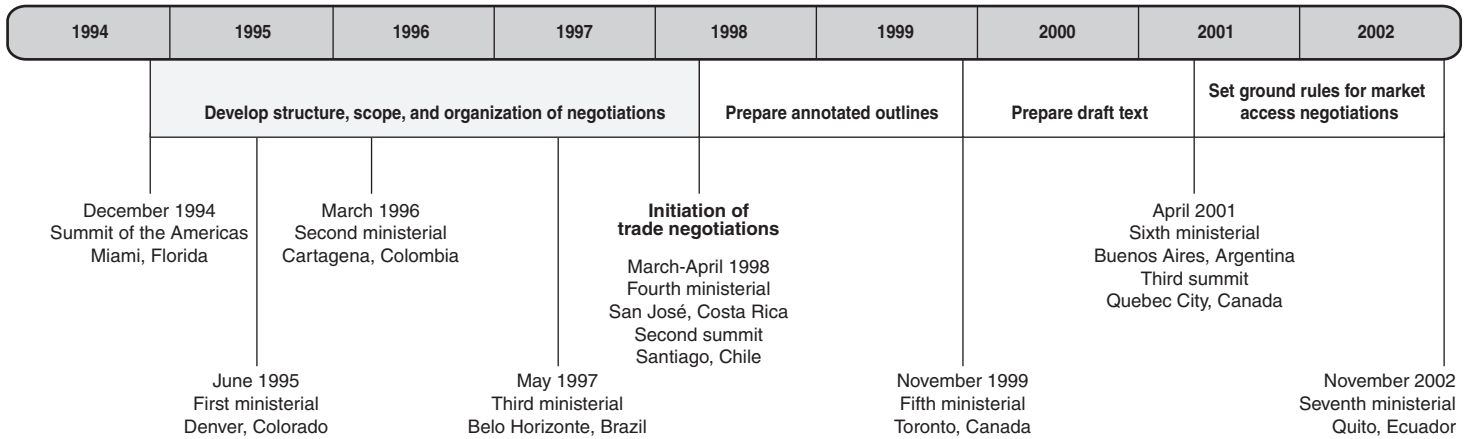 1994
1995
1996
1997
1998
1999
2000
2001
2002
Develop structure, scope, and organization of negotiations
Prepare annotated outlines
Prepare draft text
Set ground rules for market
access negotiations
December 1994
Summit of the Americas
Miami, Florida
June 1995
First ministerial
Denver, Colorado
March 1996
Second ministerial
Cartagena, Colombia
May 1997
Third ministerial
Belo Horizonte, Brazil
Initiation of
trade negotiations
March-April 1998
Fourth ministerial
San José, Costa Rica
Second summit
Santiago, Chile
November 1999
Fifth ministerial
Toronto, Canada
April 2001
Sixth ministerial
Buenos Aires, Argentina
Third summit
Quebec City, Canada
November 2002
Seventh ministerial
Quito, Ecuador